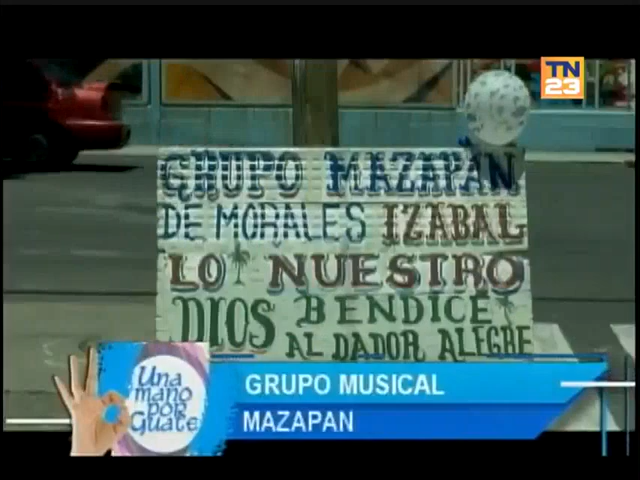 TN
23
GRUPO MAZAPAN
DE MORALES IZABAL
LO NUESTRO
DIOS BENDICE
AL DADOR ALEGRE
Una
mano
por
Guate
GRUPO MUSICAL
MAZAPAN